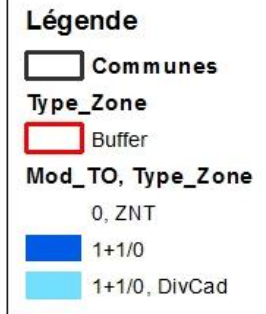 Légende
Communes
Type_Zone
Buffer
Mod_TO, Type_Zone
0, ZNT
1+1/0
1+1/0, DivCad